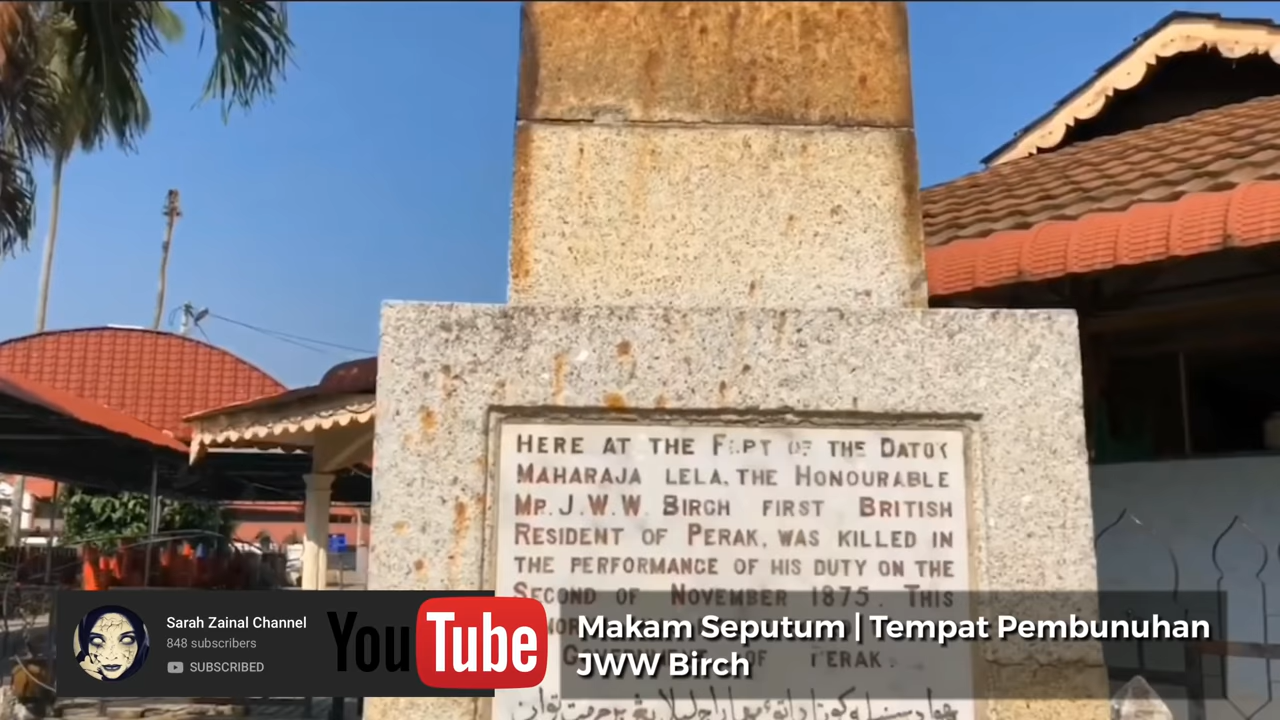 HERE AT THE F RT OF THE DATOK
MAHARAJA LELA, THE HONOURABLE
MR. J.W.W. BIRCH FIRST BRITISH
RESIDENT OF PERAK, WAS KILLED IN
THE PERFORMANCE OF HIS DUTY ON THE
SECOND OF NOVEMBER 1875. THIS
GOVERNMENT OF PERAK.
Sarah Zainal Channel
848 subscribers
SUBSCRIBED
YouTube
Makam Seputum | Tempat Pembunuhan
JWW Birch